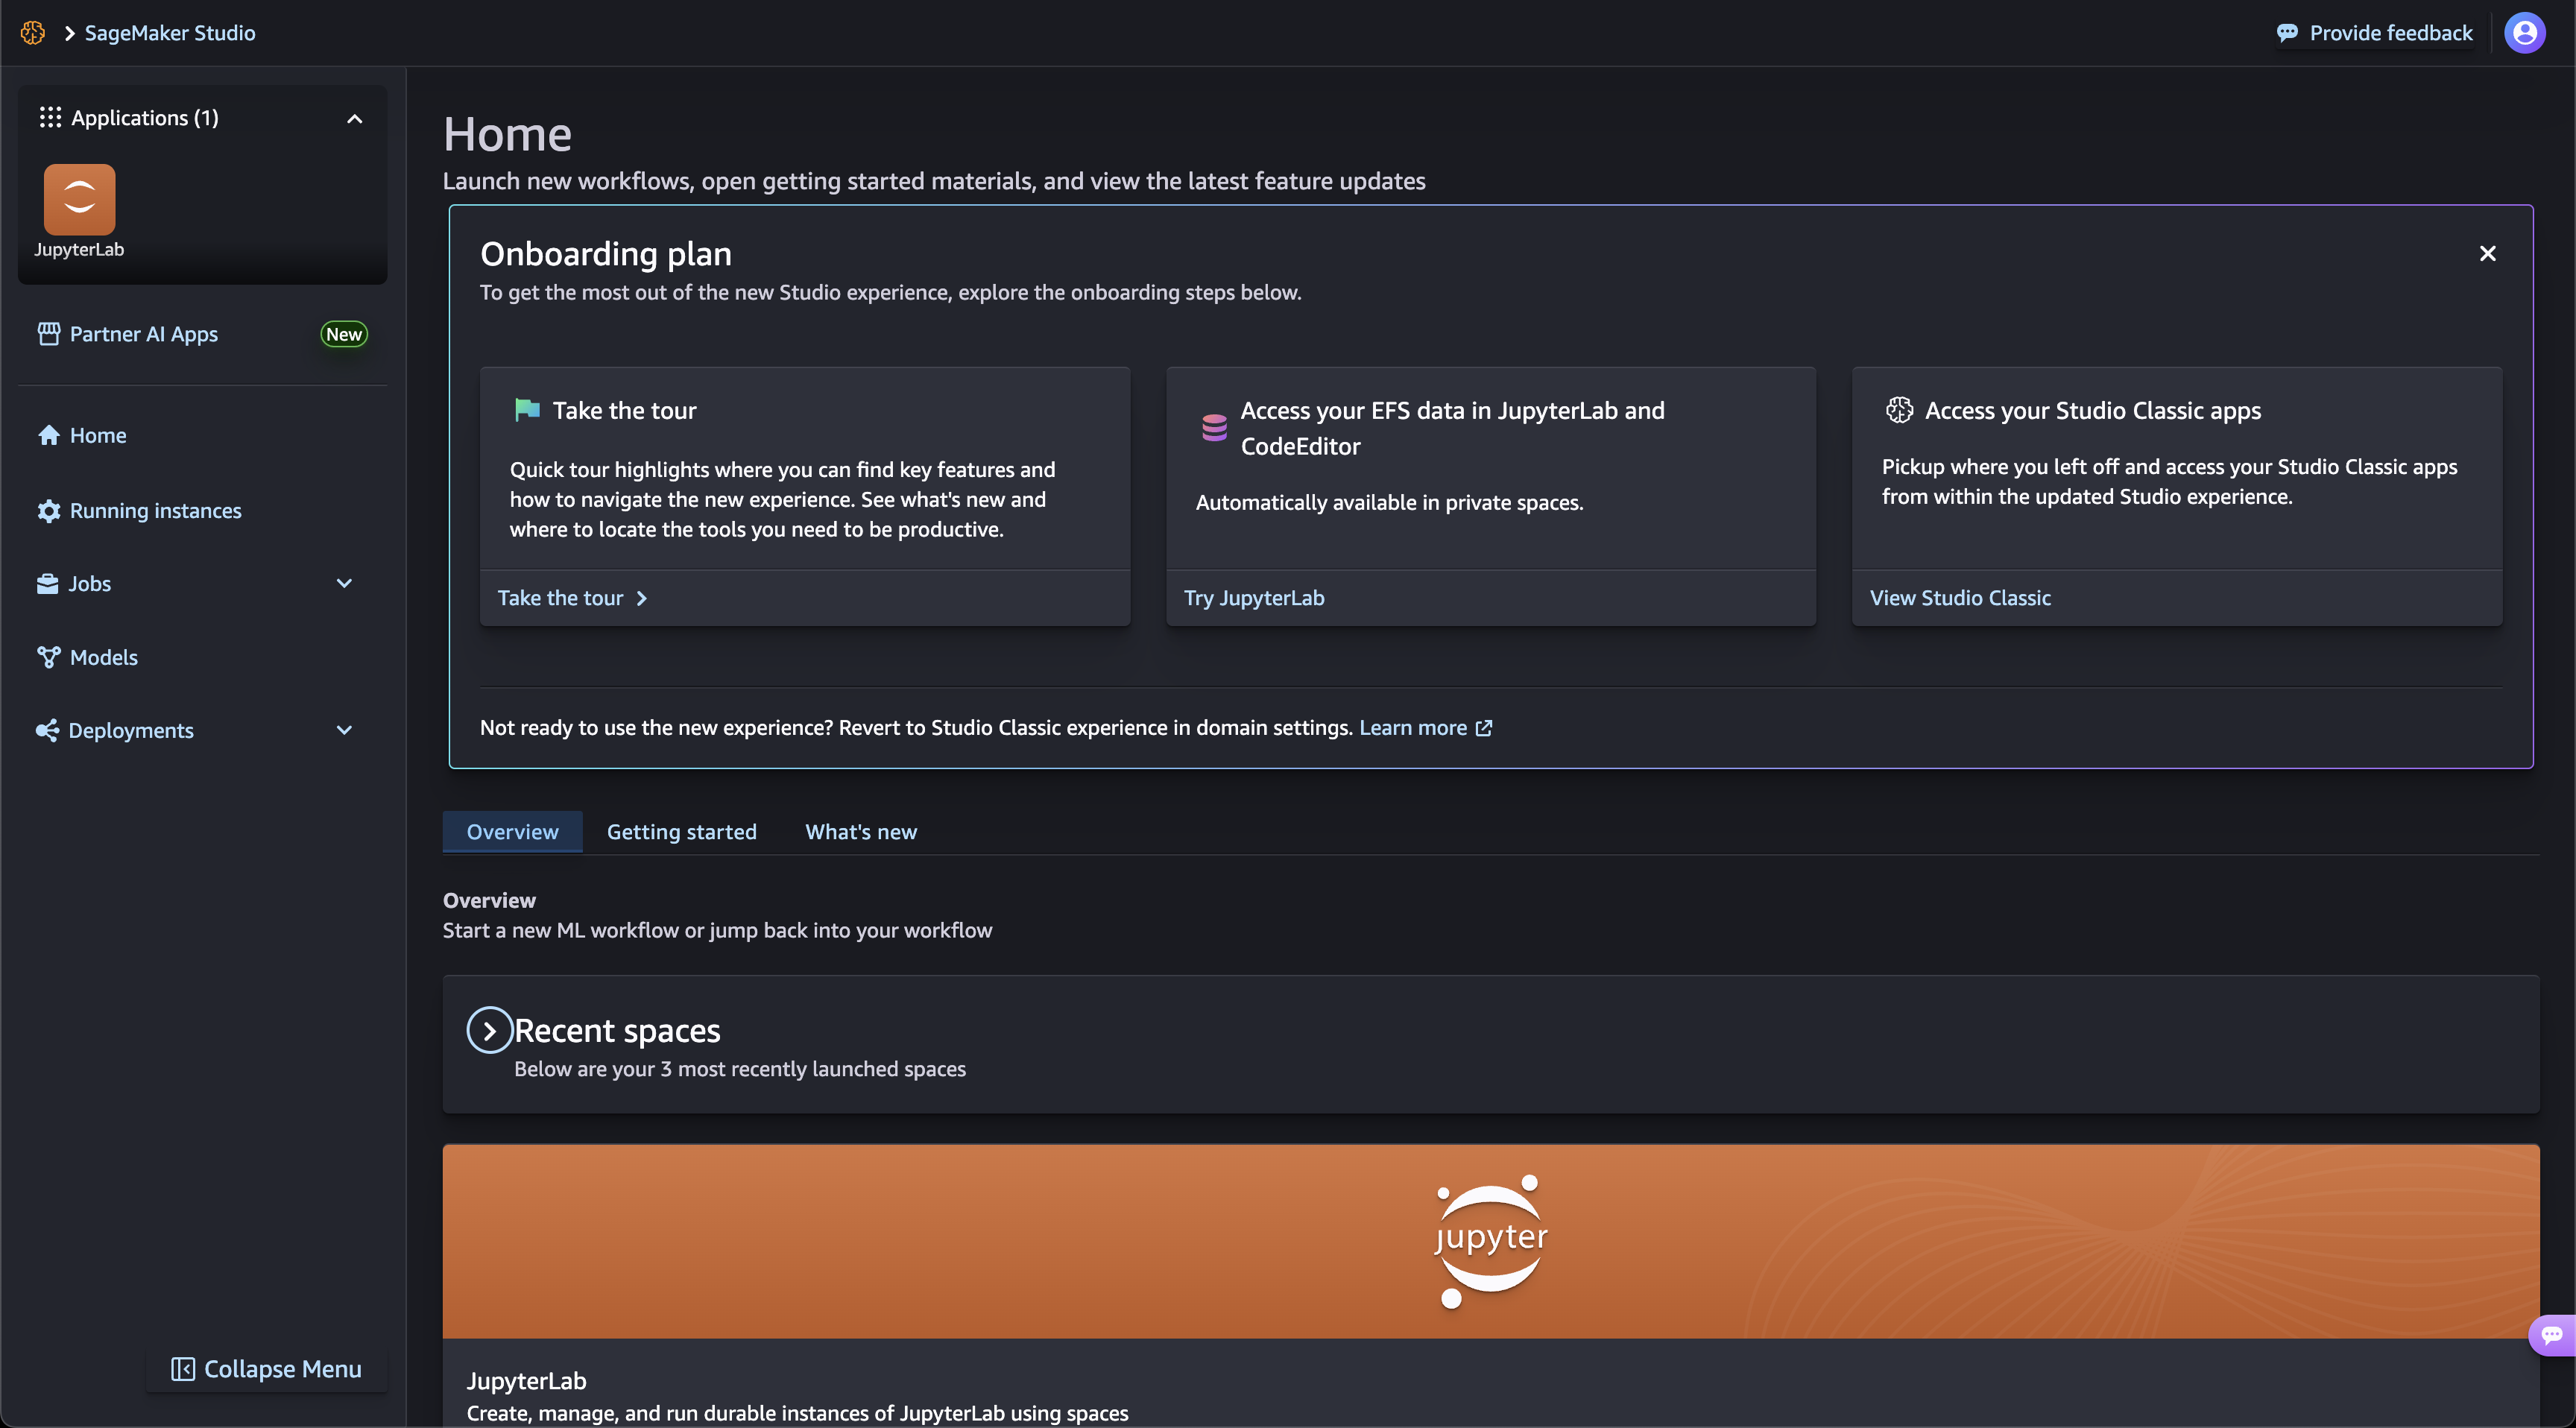 SageMaker Studio
Provide feedback
Applications (1)
JupyterLab
Partner AI Apps
New
Home
Running instances
Jobs
Models
Deployments
Collapse Menu
Home
Launch new workflows, open getting started materials, and view the latest feature updates
Onboarding plan
To get the most out of the new Studio experience, explore the onboarding steps below.
Take the tour
Quick tour highlights where you can find key features and
how to navigate the new experience. See what's new and
where to locate the tools you need to be productive.
Take the tour
Access your EFS data in JupyterLab and
CodeEditor
Automatically available in private spaces.
Try JupyterLab
Access your Studio Classic apps
Pickup where you left off and access your Studio Classic apps
from within the updated Studio experience.
View Studio Classic
Not ready to use the new experience? Revert to Studio Classic experience in domain settings. Learn more
Overview
Getting started
What's new
Overview
Start a new ML workflow or jump back into your workflow
Recent spaces
Below are your 3 most recently launched spaces
jupyter
JupyterLab
Create, manage, and run durable instances of JupyterLab using spaces